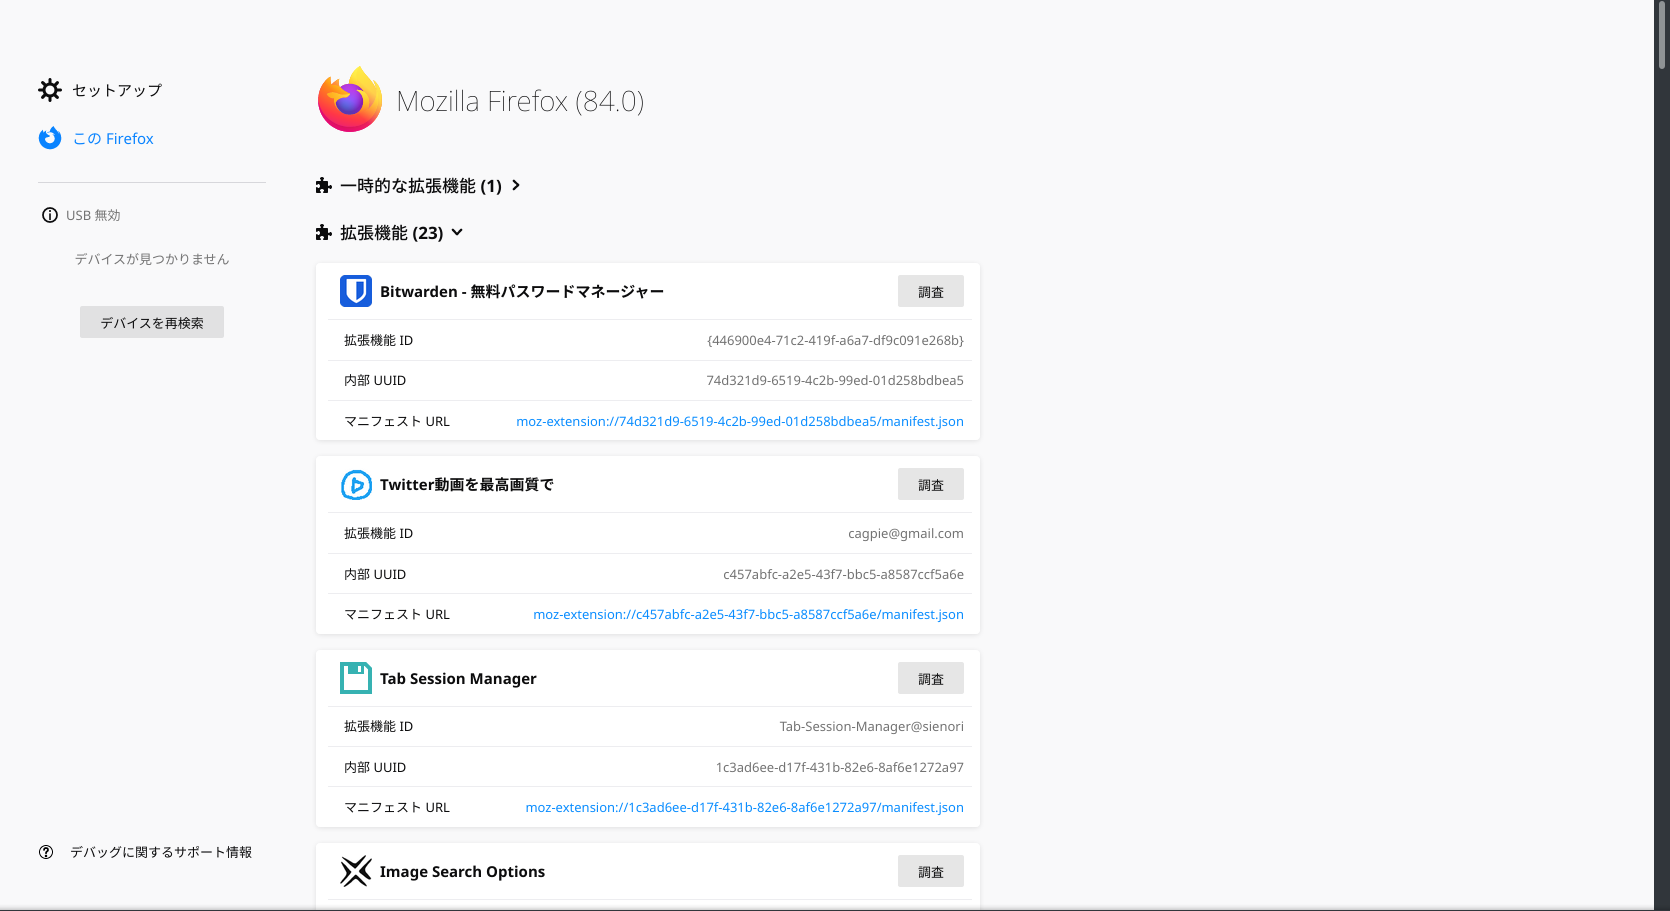 セットアップ
この Firefox
USB 無効
デバイスが見つかりません
デバイスを再検索
デバッグに関するサポート情報
Mozilla Firefox (84.0)
一時的な拡張機能 (1)
拡張機能 (23)
Bitwarden - 無料パスワードマネージャー
調査
拡張機能 ID
{446900e4-71c2-419f-a6a7-df9c091e268b}
内部 UUID
74d321d9-6519-4c2b-99ed-01d258bdbea5
マニフェスト URL
moz-extension://74d321d9-6519-4c2b-99ed-01d258bdbea5/manifest.json
Twitter動画を最高画質で
調査
拡張機能 ID
cagpie@gmail.com
内部 UUID
c457abfc-a2e5-43f7-bbc5-a8587ccf5a6e
マニフェスト URL
moz-extension://c457abfc-a2e5-43f7-bbc5-a8587ccf5a6e/manifest.json
Tab Session Manager
調査
拡張機能 ID
Tab-Session-Manager@sienori
内部 UUID
1c3ad6ee-d17f-431b-82e6-8af6e1272a97
マニフェスト URL
moz-extension://1c3ad6ee-d17f-431b-82e6-8af6e1272a97/manifest.json
Image Search Options
調査